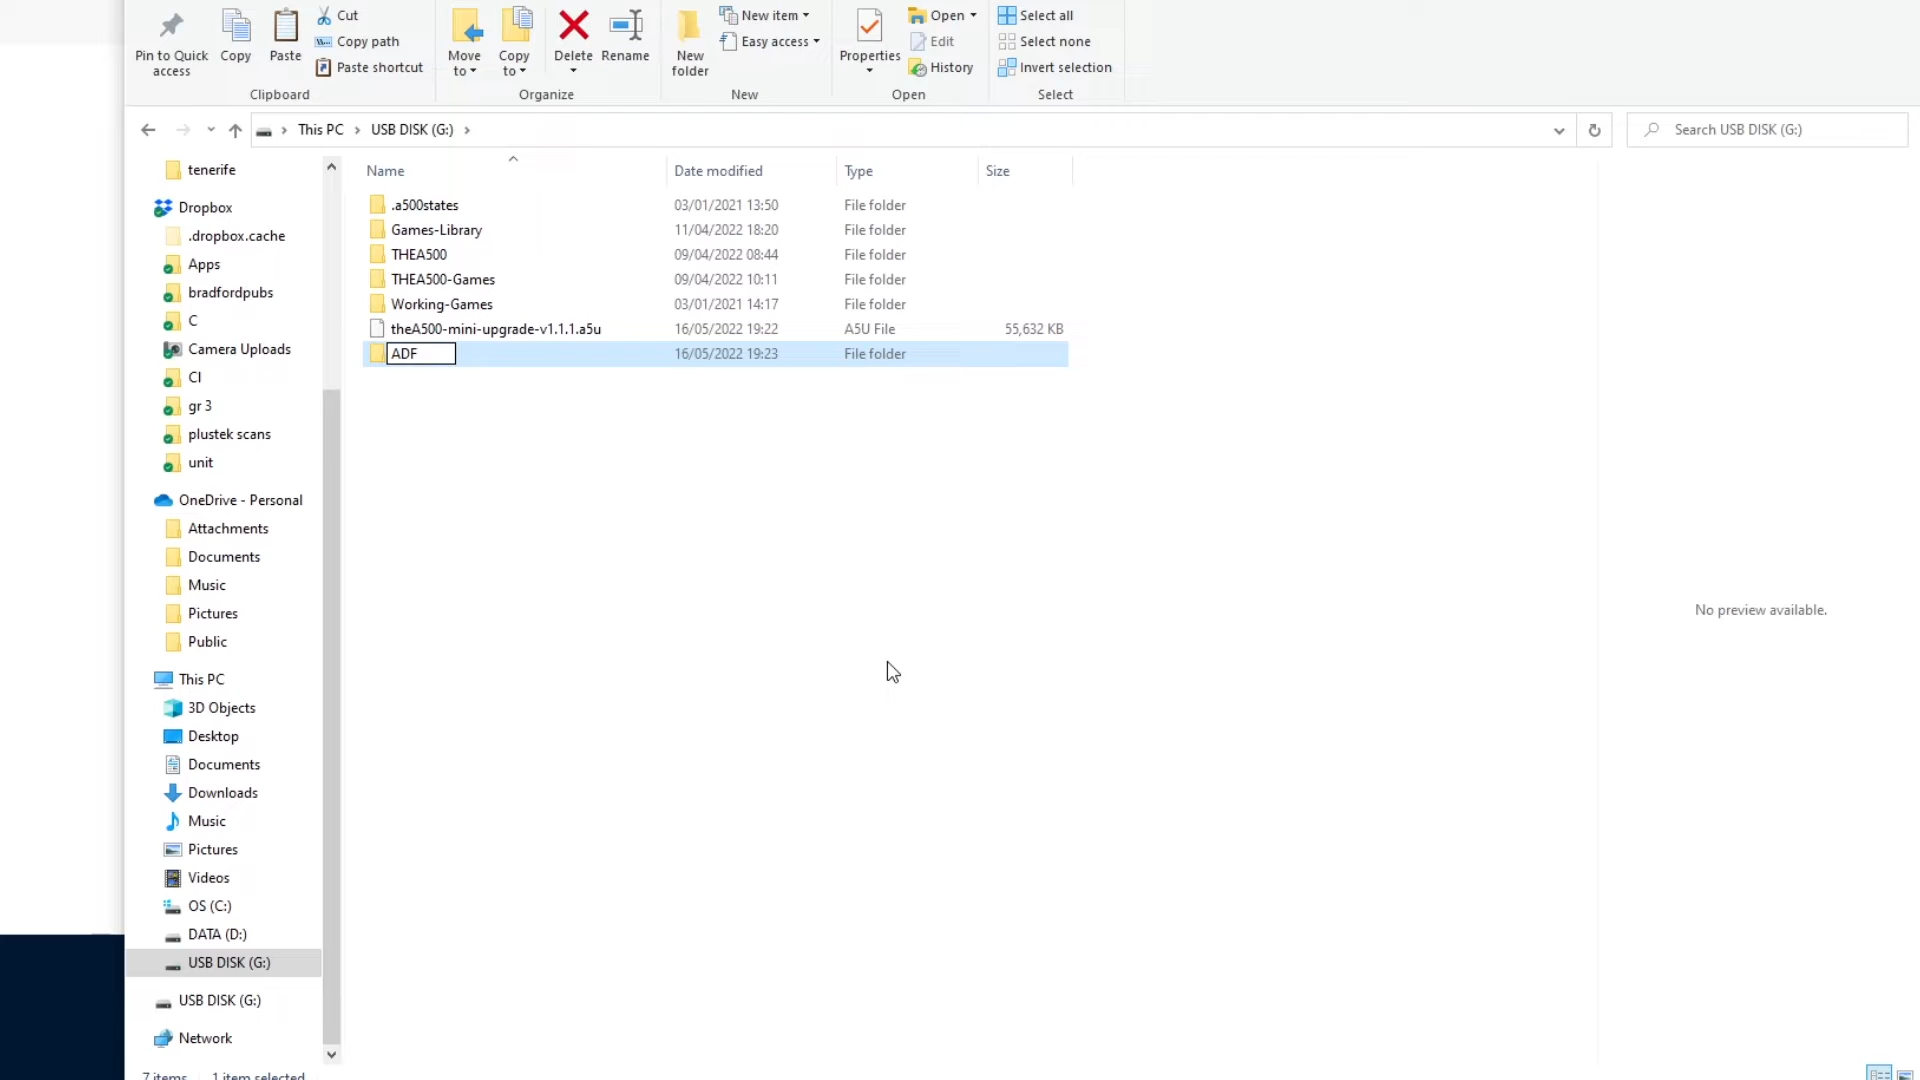 Pin to Quick access
Copy
Paste
Cut
Copy path
Paste shortcut
Clipboard
Move to
Copy to
Delete
Rename
Organize
New folder
New item
Easy access
New
Properties
Open
Edit
History
Open
Select all
Select none
Invert selection
Select
This PC > USB DISK (G:) >
Search USB DISK (G:)
Name Date modified Type Size
.a500states 03/01/2021 13:50 File folder
Games-Library 11/04/2022 18:20 File folder
THEA500 09/04/2022 08:44 File folder
THEA500-Games 09/04/2022 10:11 File folder
Working-Games 03/01/2021 14:17 File folder
theA500-mini-upgrade-v1.1.1.a5u 16/05/2022 19:22 A5U File 55,632 KB
ADF 16/05/2022 19:23 File folder
tenerife
Dropbox
.dropbox.cache
Apps
bradfordpubs
C
Camera Uploads
CI
gr 3
plustek scans
unit
OneDrive - Personal
Attachments
Documents
Music
Pictures
Public
This PC
3D Objects
Desktop
Documents
Downloads
Music
Pictures
Videos
OS (C:)
DATA (D:)
USB DISK (G:)
USB DISK (G:)
Network
No preview available.
7 items 1 item selected